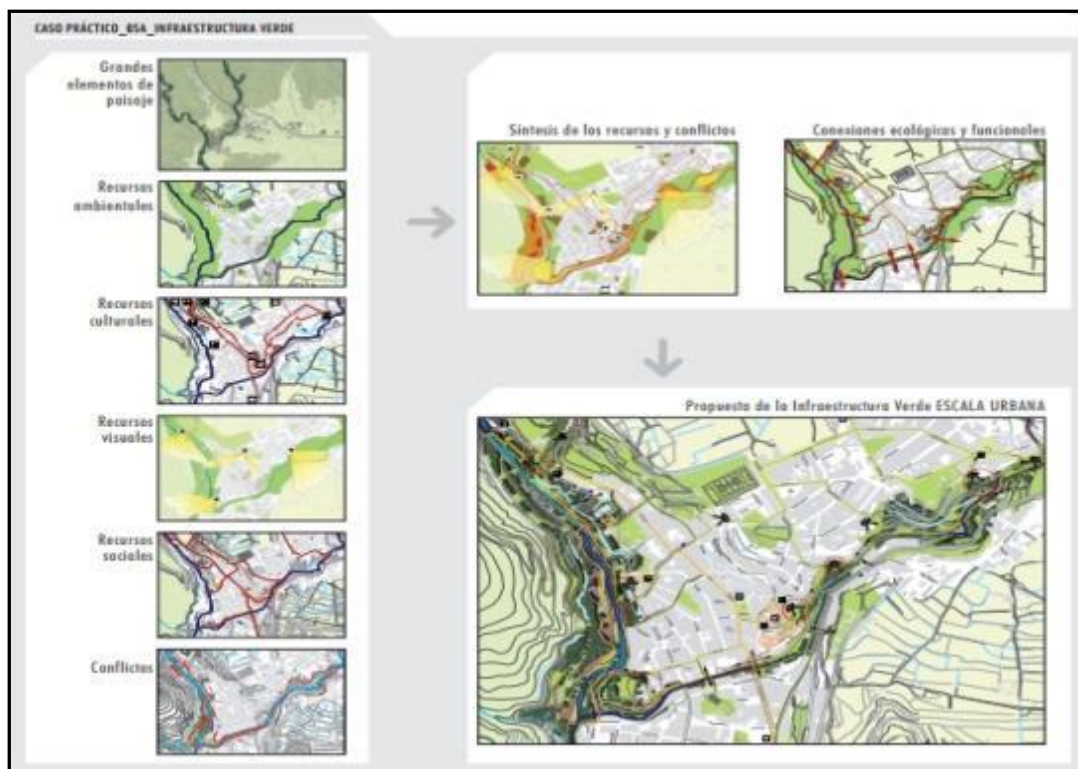 CASO PRÁCTICO_05A_INFRAESTRUCTURA VERDE
Grandes
elementos de
paisaje
Recursos
ambientales
Recursos
culturales
Recursos
visuales
Recursos
sociales
Conflictos
Síntesis de los recursos y conflictos
Conexiones ecológicas y funcionales
Propuesta de la Infraestructura Verde ESCALA URBANA